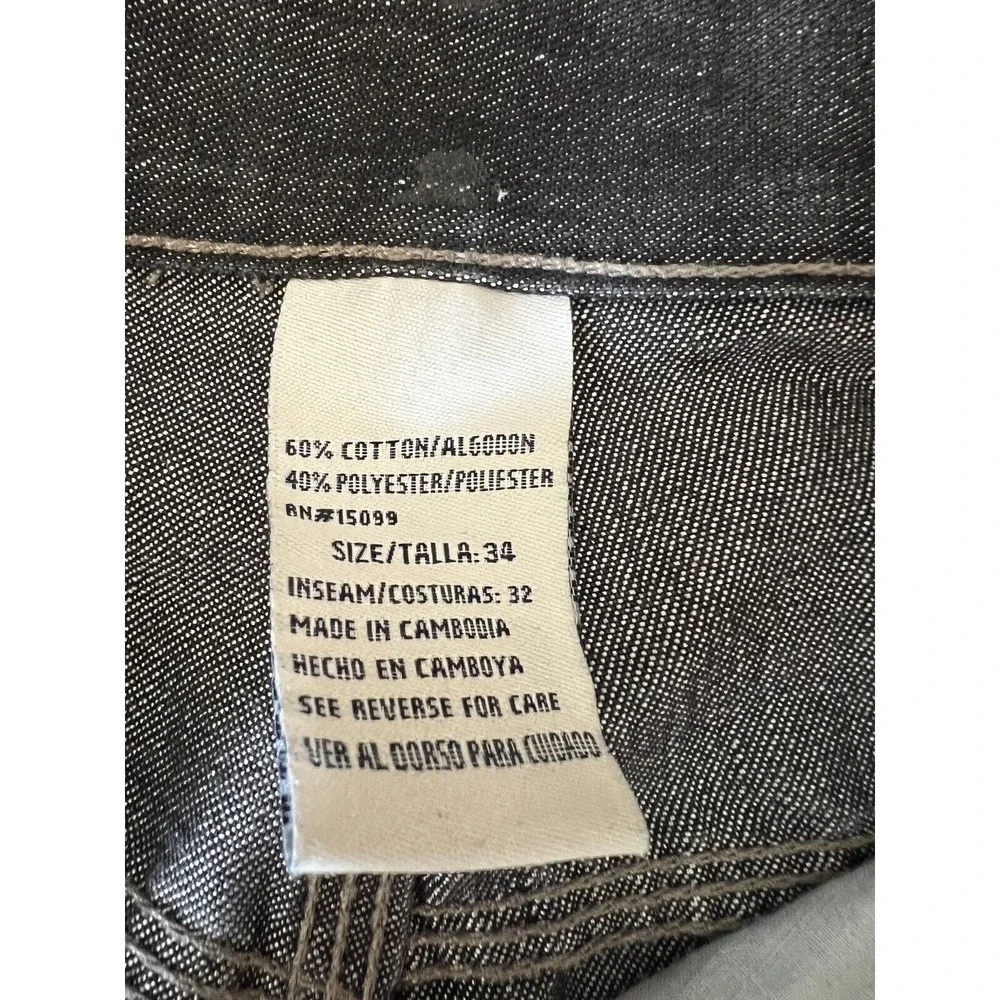 60% COTTON/ALGODON
40% POLYESTER/POLIESTER
RN#15099
SIZE/TALLA: 34
INSEAM/COSTURAS: 32
MADE IN CAMBODIA
HECHO EN CAMBOYA
SEE REVERSE FOR CARE
VER AL DORSO PARA CUIDADO